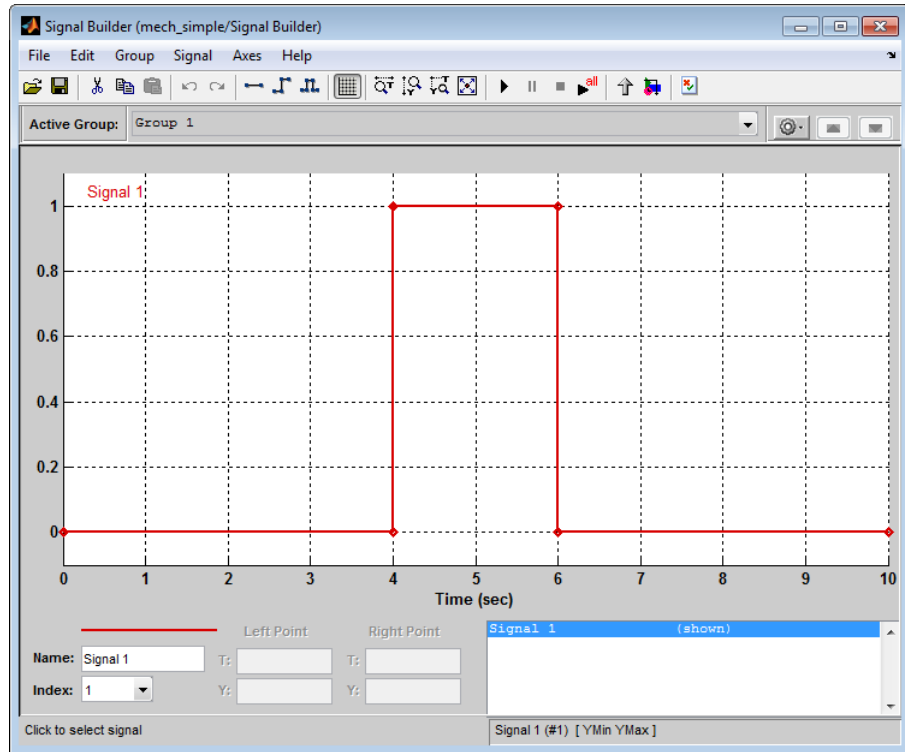 Signal Builder (mech_simple/Signal Builder)
File Edit Group Signal Axes Help
all
Active Group: Group 1
Signal 1
1
0.8
0.6
0.4
0.2
0
0 1 2 3 4 5 6 7 8 9 10
Time (sec)
Left Point Right Point
Name: Signal 1 T: T:
Index: 1 Y: Y:
Signal 1 (shown)
Click to select signal
Signal 1 (#1) [ YMin YMax ]